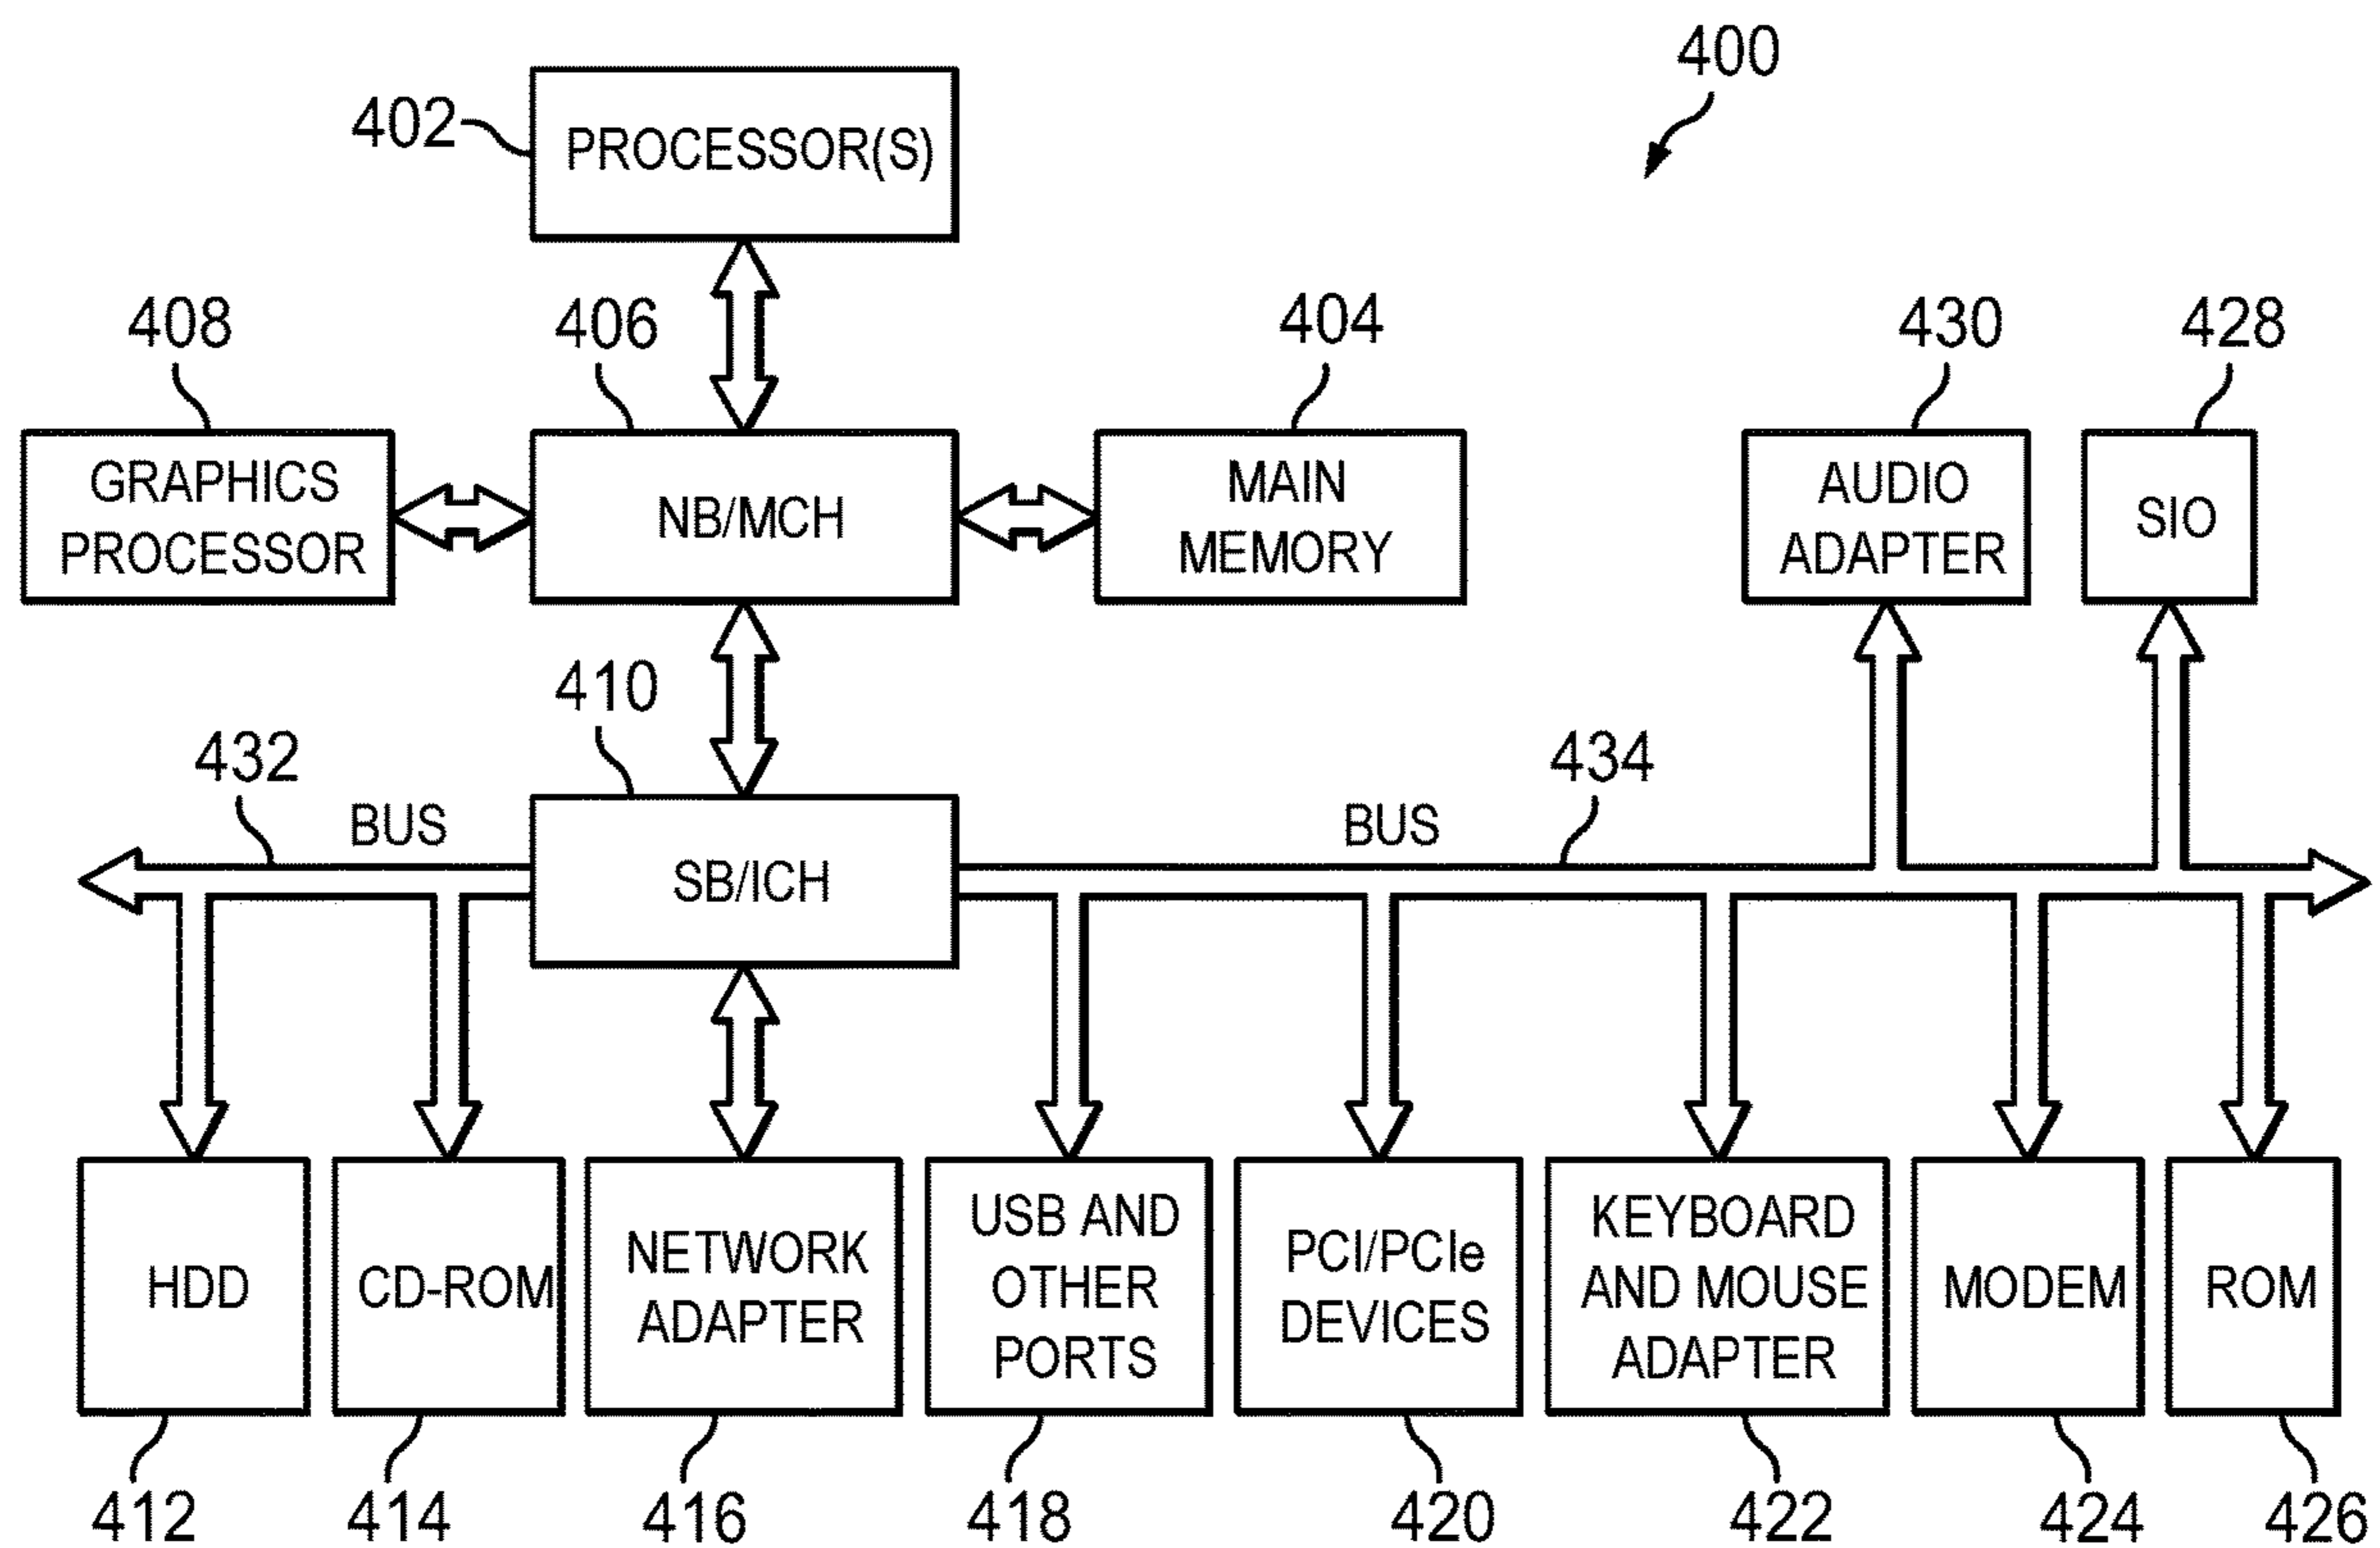 400
402
PROCESSOR(S)
408
406
404
430
428
GRAPHICS
PROCESSOR
NB/MCH
MAIN
MEMORY
AUDIO
ADAPTER
SIO
410
432
BUS
SB/ICH
BUS
434
HDD
CD-ROM
NETWORK
ADAPTER
USB AND
OTHER
PORTS
PCI/PCIe
DEVICES
KEYBOARD
AND MOUSE
ADAPTER
MODEM
ROM
412
414
416
418
420
422
424
426